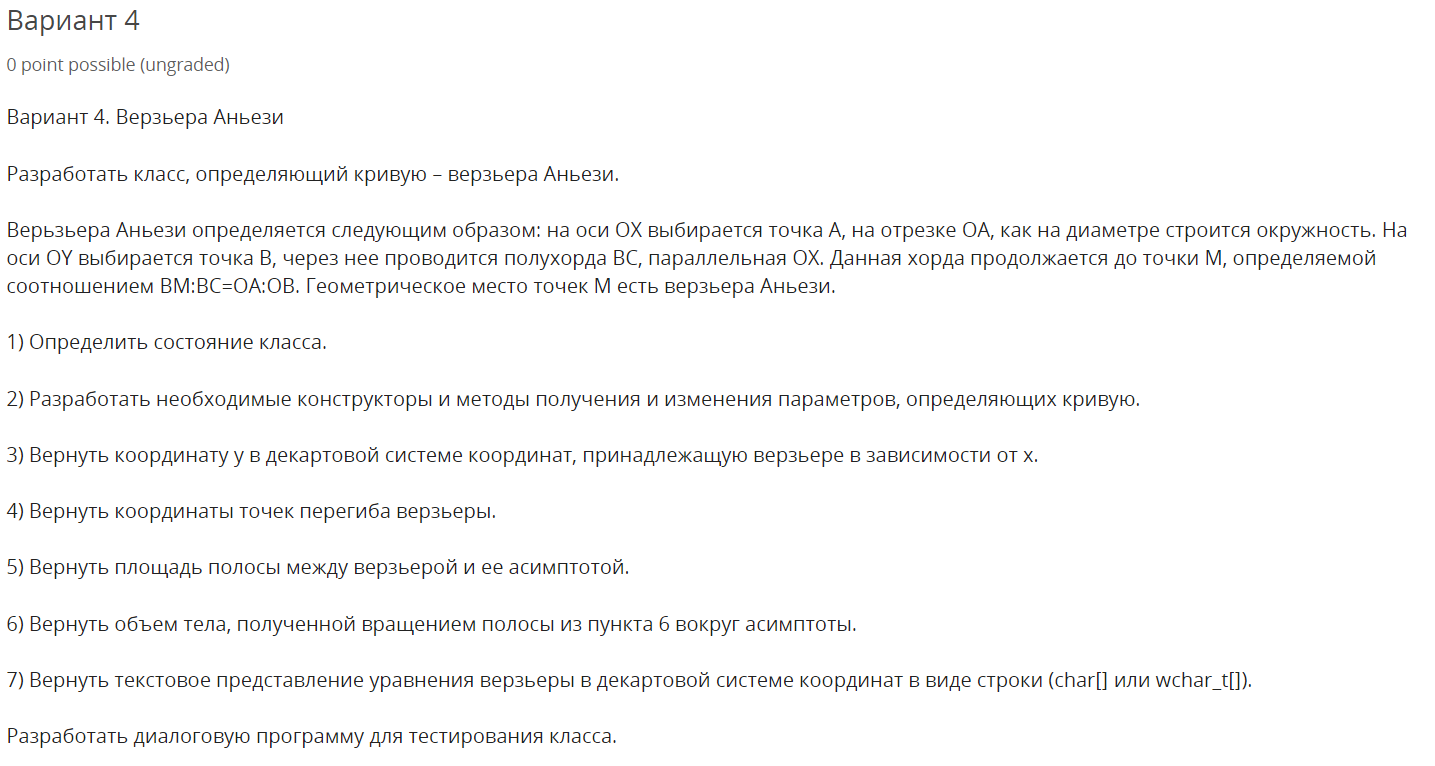 Вариант 4
0 point possible (ungraded)
Вариант 4. Верзьера Аньези
Разработать класс, определяющий кривую – верзьера Аньези.
Верьзьера Аньези определяется следующим образом: на оси OX выбирается точка A, на отрезке OA, как на диаметре строится окружность. На
оси OY выбирается точка B, через нее проводится полухорда BC, параллельная OX. Данная хорда продолжается до точки M, определяемой
соотношением BM:BC=OA:OB. Геометрическое место точек M есть верзьера Аньези.
1) Определить состояние класса.
2) Разработать необходимые конструкторы и методы получения и изменения параметров, определяющих кривую.
3) Вернуть координату y в декартовой системе координат, принадлежащую верзьере в зависимости от x.
4) Вернуть координаты точек перегиба верзьеры.
5) Вернуть площадь полосы между верзьерой и ее асимптотой.
6) Вернуть объем тела, полученной вращением полосы из пункта 6 вокруг асимптоты.
7) Вернуть текстовое представление уравнения верзьеры в декартовой системе координат в виде строки (char[] или wchar_t[]).
Разработать диалоговую программу для тестирования класса.